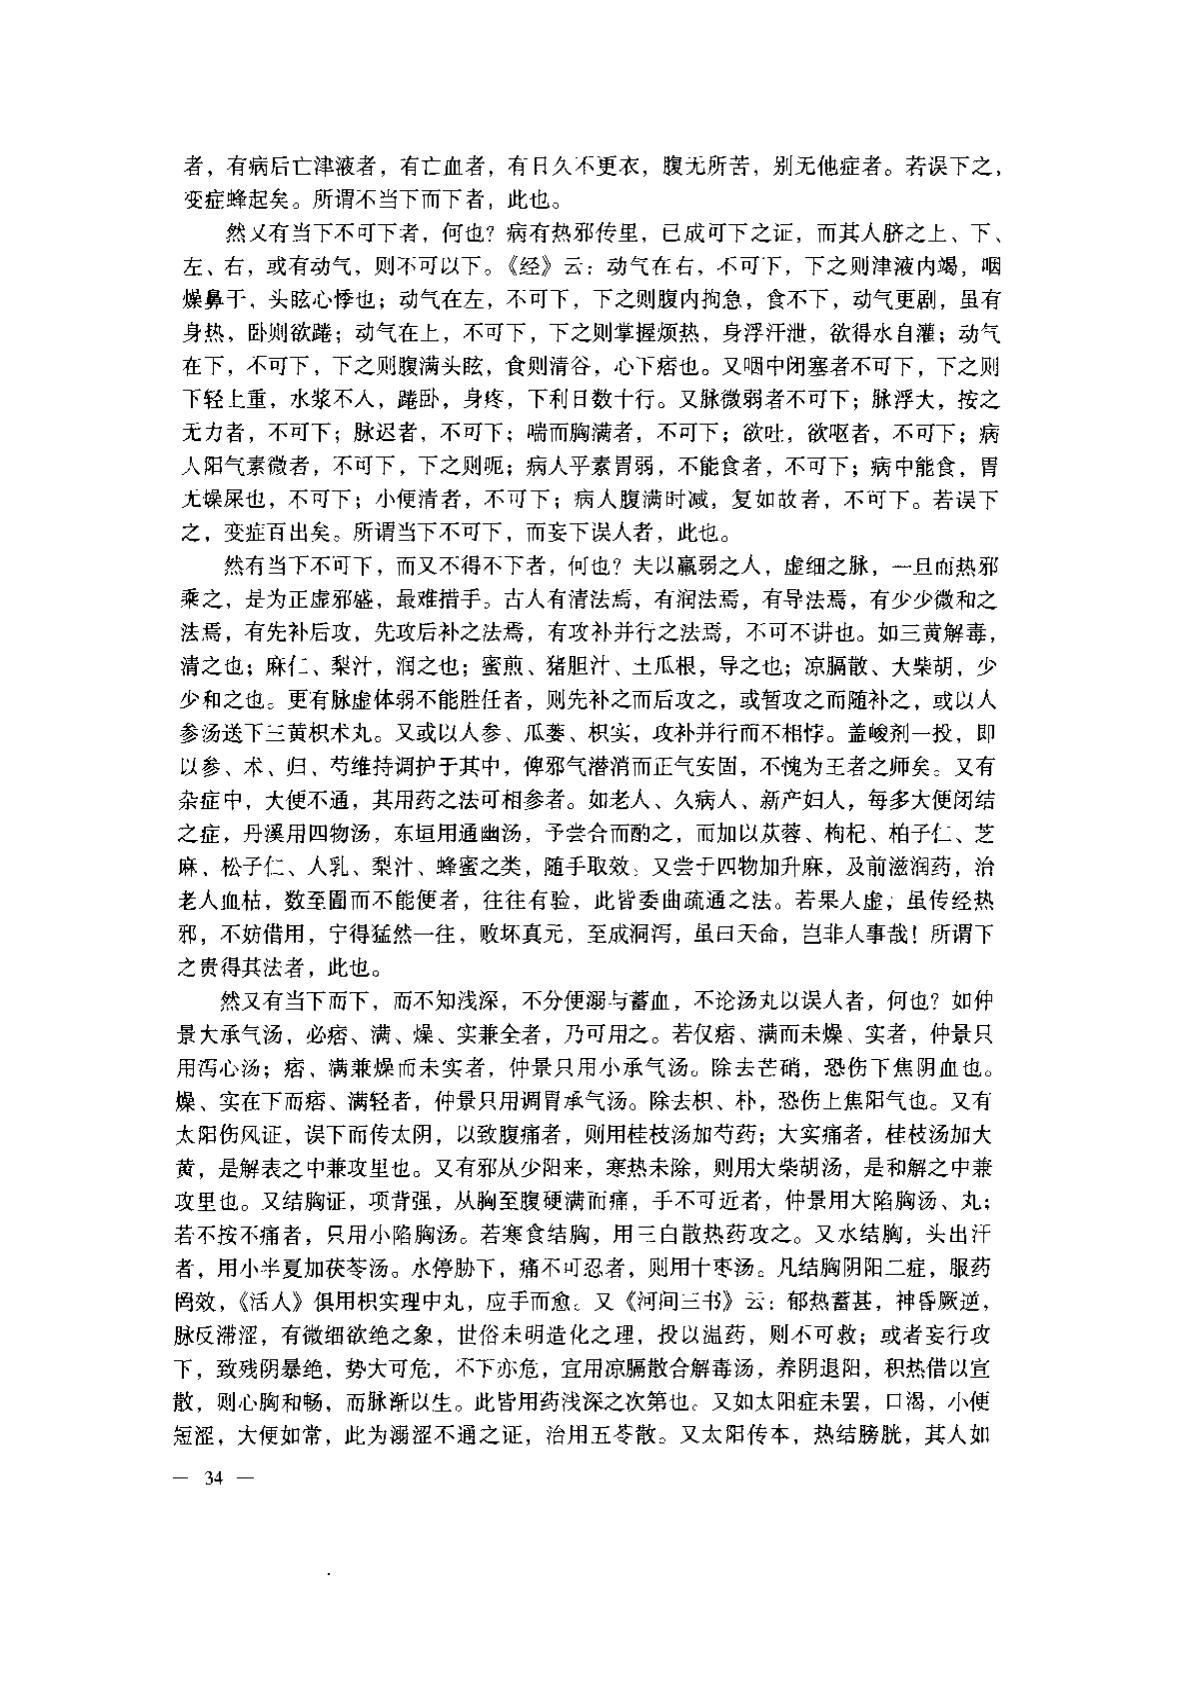 者，有病后亡津液者，有亡血者，有日久不更衣，腹无所苦，别无他症者。若误下之，
变症蜂起矣。所谓不当下而下者，此也。
然又有当下不可下者，何也？病有热邪传里，已成可下之证，而其人脐之上、下、
左、右，或有动气，则不可以下。《经》云：动气在右，不可下，下之则津液内竭，咽
燥鼻干，头眩心悸也；动气在左，不可下，下之则腹内拘急，食不下，动气更剧，虽有
身热，卧则欲踡；动气在上，不可下，下之则掌握烦热，身浮汗泄，欲得水自灌；动气
在下，不可下，下之则腹满头眩，食则清谷，心下痞也。又咽中闭塞者不可下，下之则
下轻上重，水浆不入，踡卧，身疼，下利日数十行。又脉微弱者不可下；脉浮大，按之
无力者，不可下；脉迟者，不可下；喘而胸满者，不可下；欲吐，欲呕者，不可下；病
人阳气素微者，不可下，下之则呃；病人平素胃弱，不能食者，不可下；病中能食，胃
无燥屎也，不可下；小便清者，不可下；病人腹满时减，复如故者，不可下。若误下
之，变症百出矣。所谓当下不可下，而妄下误人者，此也。
然有当下不可下，而又不得不下者，何也？夫以羸弱之人，虚细之脉，一旦而热邪
乘之，是为正虚邪盛，最难措手。古人有清法焉，有润法焉，有导法焉，有少少微和之
法焉，有先补后攻，先攻后补之法焉，有攻补并行之法焉，不可不讲也。如三黄解毒，
清之也；麻仁、梨汁，润之也；蜜煎、猪胆汁、土瓜根，导之也；凉膈散、大柴胡，少
少和之也。更有脉虚体弱不能胜任者，则先补之而后攻之，或暂攻之而随补之，或以人
参汤送下三黄枳术丸。又或以人参、瓜蒌、枳实，攻补并行而不相悖。盖峻剂一投，即
以参、术、归、芍维持调护于其中，俾邪气潜消而正气安固，不愧为王者之师矣。又有
杂症中，大便不通，其用药之法可相参者。如老人、久病人、新产妇人，每多大便闭结
之症，丹溪用四物汤，东垣用通幽汤，予尝合而酌之，而加以苁蓉、枸杞、柏子仁、芝
麻、松子仁、人乳、梨汁、蜂蜜之类，随手取效。又尝于四物加升麻，及前滋润药，治
老人血枯，数至圊而不能便者，往往有验，此皆委曲疏通之法。若果人虚，虽传经热
邪，不妨借用，宁得猛然一往，败坏真元，至成洞泻，虽曰天命，岂非人事哉！所谓下
之贵得其法者，此也。
然又有当下而下，而不知浅深，不分便溺与蓄血，不论汤丸以误人者，何也？如仲
景大承气汤，必痞、满、燥、实兼全者，乃可用之。若仅痞、满而未燥、实者，仲景只
用泻心汤；痞、满兼燥而未实者，仲景只用小承气汤。除去芒硝，恐伤下焦阴血也。
燥、实在下而痞、满轻者，仲景只用调胃承气汤。除去枳、朴，恐伤上焦阳气也。又有
太阳伤风证，误下而传太阴，以致腹痛者，则用桂枝汤加芍药；大实痛者，桂枝汤加大
黄，是解表之中兼攻里也。又有邪从少阳来，寒热未除，则用大柴胡汤，是和解之中兼
攻里也。又结胸证，项背强，从胸至腹硬满而痛，手不可近者，仲景用大陷胸汤、丸；
若不按不痛者，只用小陷胸汤。若寒食结胸，用三白散热药攻之。又水结胸，头出汗
者，用小半夏加茯苓汤。水停胁下，痛不可忍者，则用十枣汤。凡结胸阴阳二症，服药
罔效，《活人》俱用枳实理中丸，应手而愈。又《河间三书》云：郁热蓄甚，神昏厥逆，
脉反滞涩，有微细欲绝之象，世俗未明造化之理，投以温药，则不可救；或者妄行攻
下，致残阴暴绝，势大可危，不下亦危，宜用凉膈散合解毒汤，养阴退阳，积热借以宣
散，则心胸和畅，而脉渐以生。此皆用药浅深之次第也。又如太阳症未罢，口渴，小便
短涩，大便如常，此为溺涩不通之证，治用五苓散。又太阳传本，热结膀胱，其人如
— 34 —